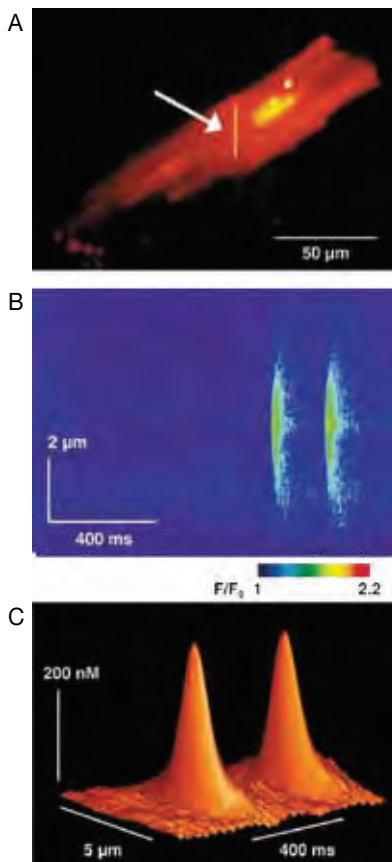 A
50 µm
B
2 µm
400 ms
F/F₀ 1 2.2
C
200 nM
5 µm 400 ms